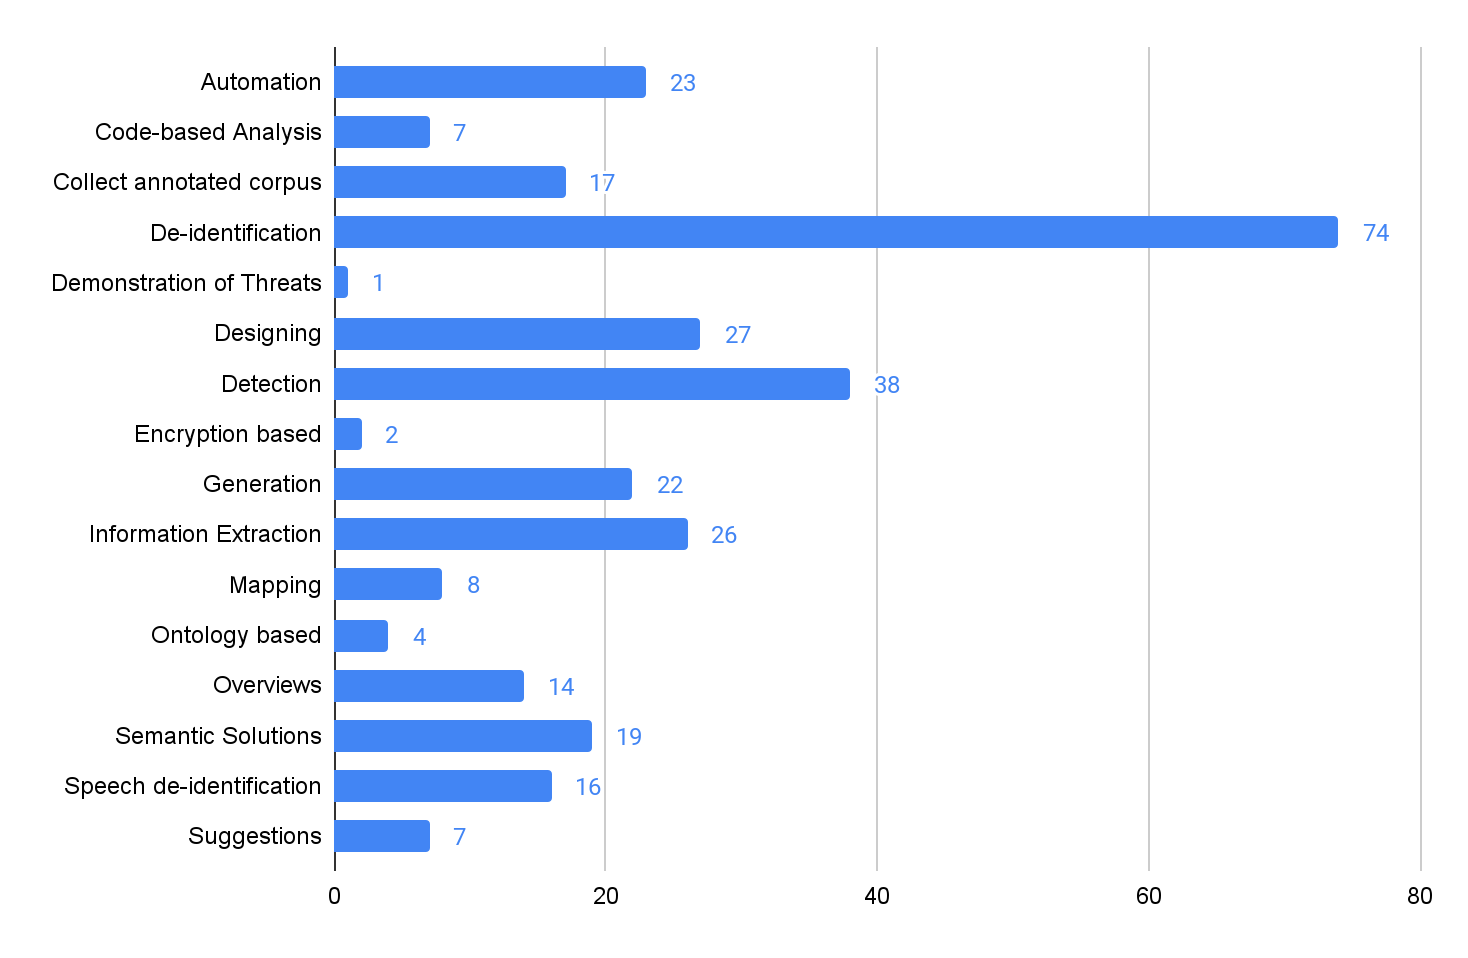 Automation 23
Code-based Analysis 7
Collect annotated corpus 17
De-identification 74
Demonstration of Threats 1
Designing 27
Detection 38
Encryption based 2
Generation 22
Information Extraction 26
Mapping 8
Ontology based 4
Overviews 14
Semantic Solutions 19
Speech de-identification 16
Suggestions 7
0 20 40 60 80